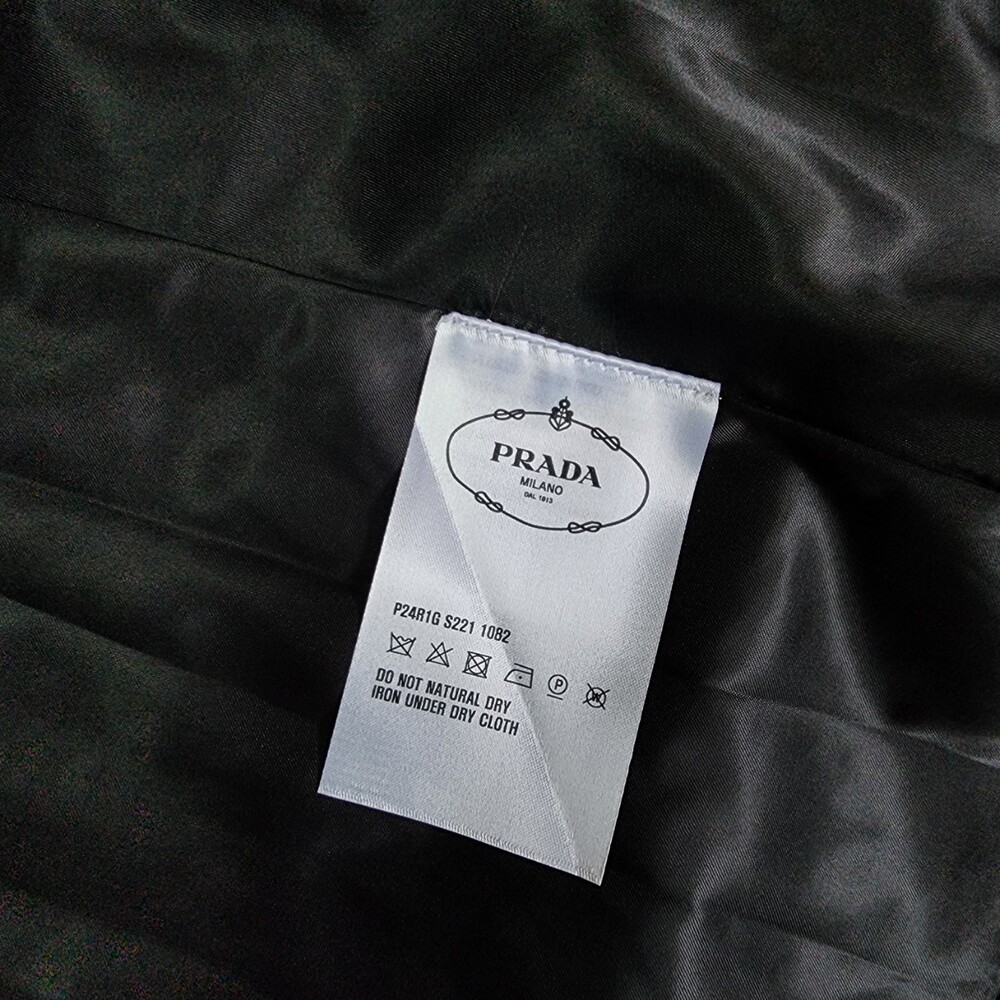 PRADA
MILANO
DAL 1913
P24R1G S221 1082
P
W
DO NOT NATURAL DRY
IRON UNDER DRY CLOTH